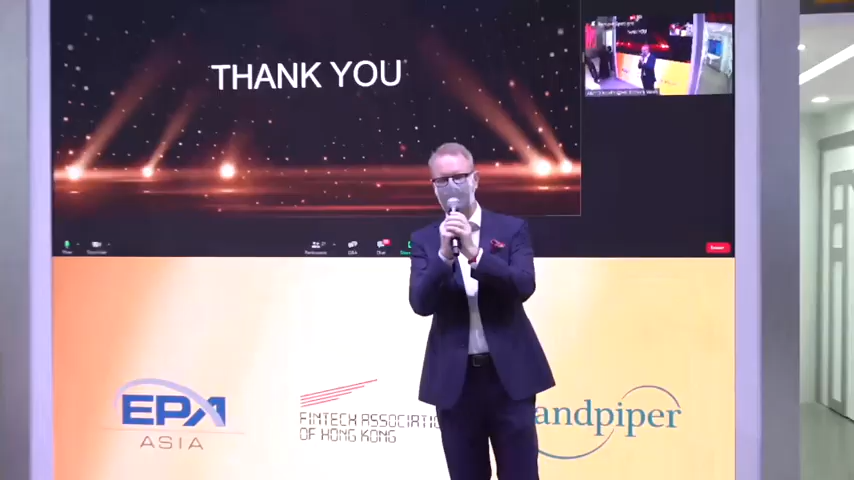 THANK YOU
EPA
ASIA
FINTECH ASSOCIATI
OF HONG KONG
andpiper